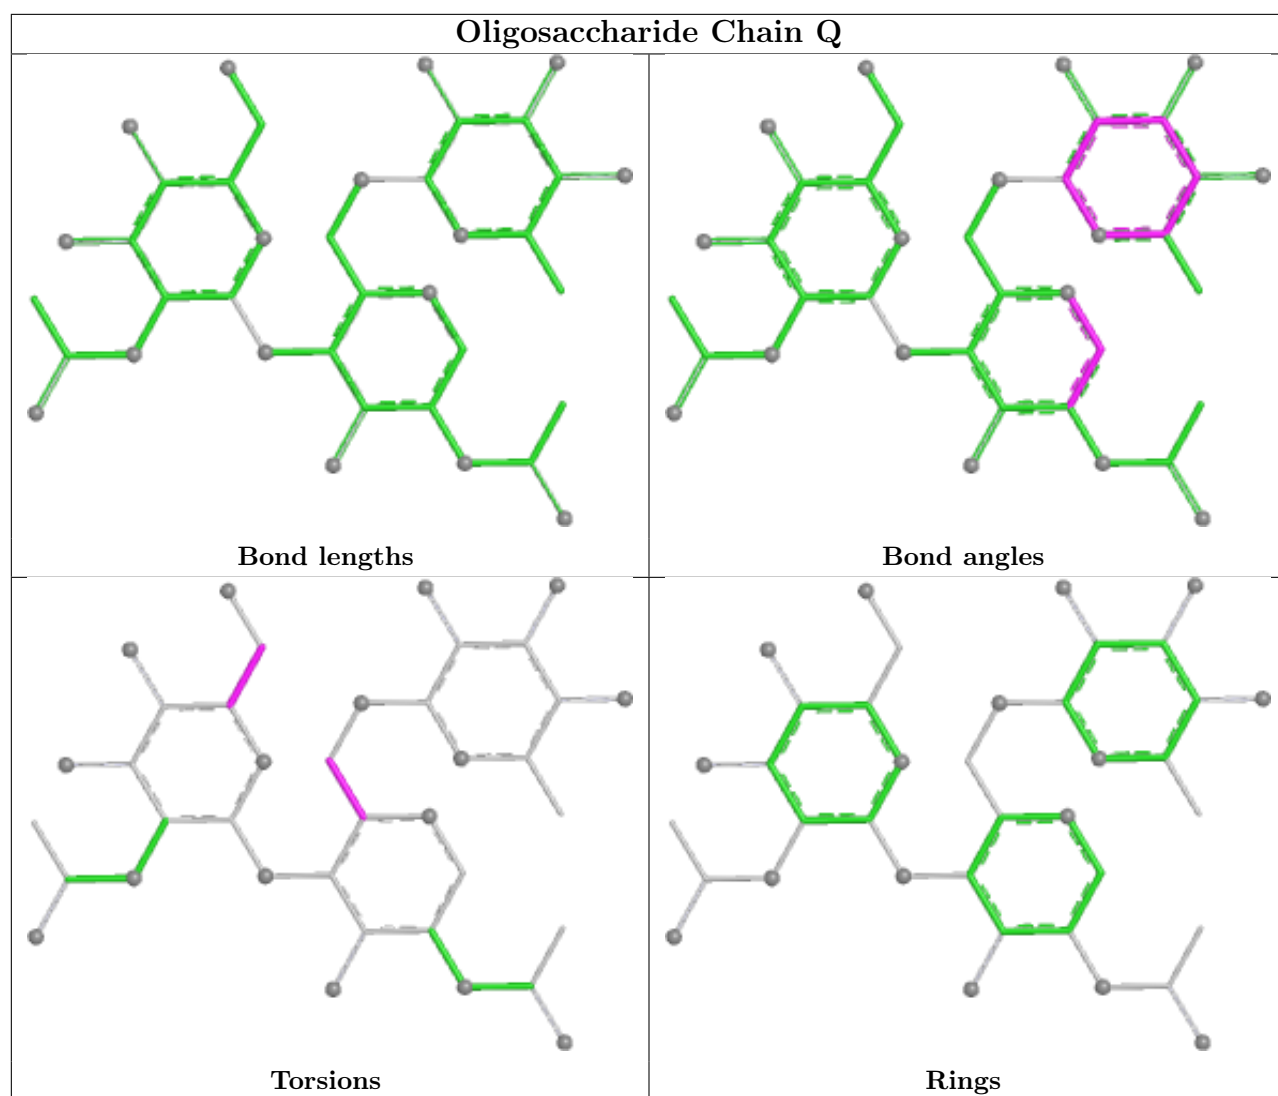 Oligosaccharide Chain Q
Bond lengths
Bond angles
Torsions
Rings